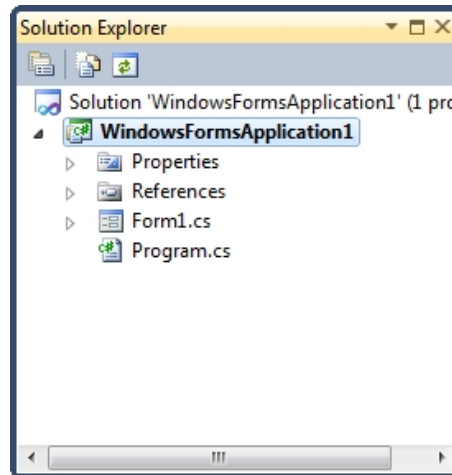 Solution Explorer
Solution 'WindowsFormsApplication1' (1 pro
WindowsFormsApplication1
Properties
References
Form1.cs
Program.cs